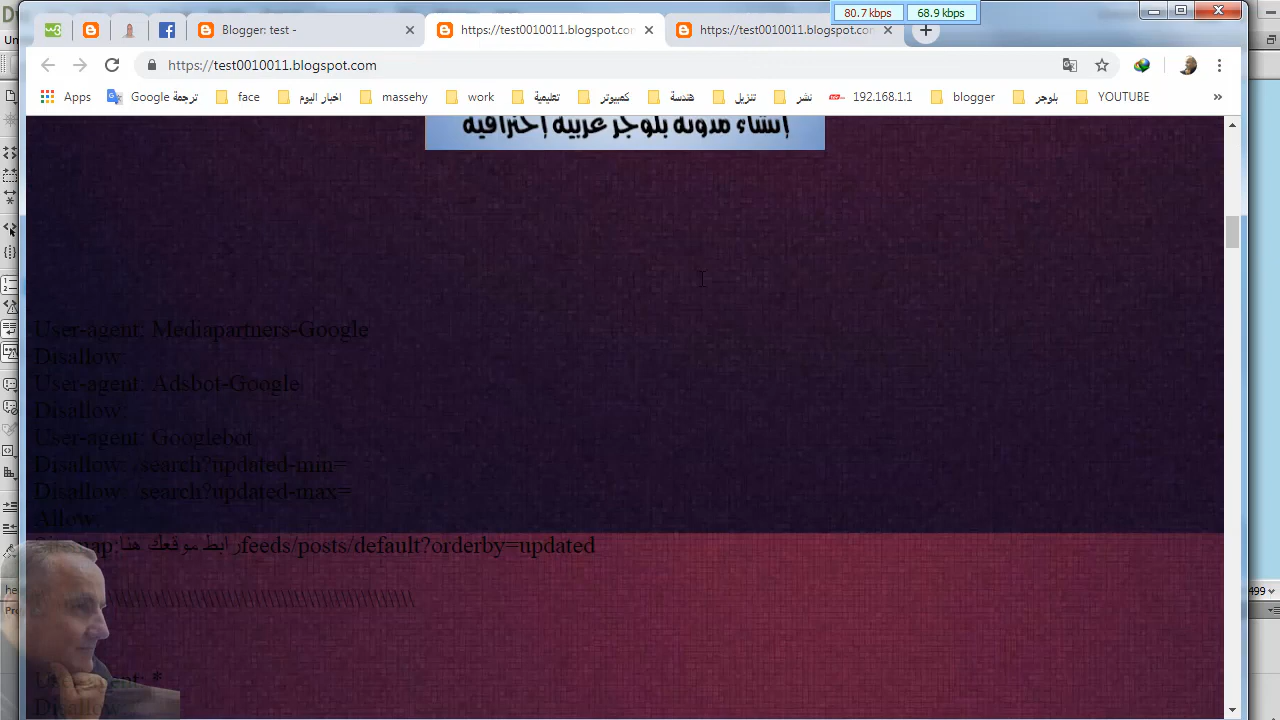 80.7 kbps 68.9 kbps
Blogger: test -
https://test0010011.blogspot.com
https://test0010011.blogspot.com
https://test0010011.blogspot.com
Apps ترجمة Google face اخبار اليوم massehy work تعليمية كمبيوتر هندسة تنزيل نشر 192.168.1.1 blogger بلوجر YOUTUBE »
إنشاء مدونة بلوجر عربية إحترافية
User-agent: Mediapartners-Google
Disallow:
User-agent: Adsbot-Google
Disallow:
User-agent: Googlebot
Disallow: search?updated-min=
Disallow: search?updated-max=
Allow:
رابط موقعك هنا feeds/posts/default?orderby=updated
*
499